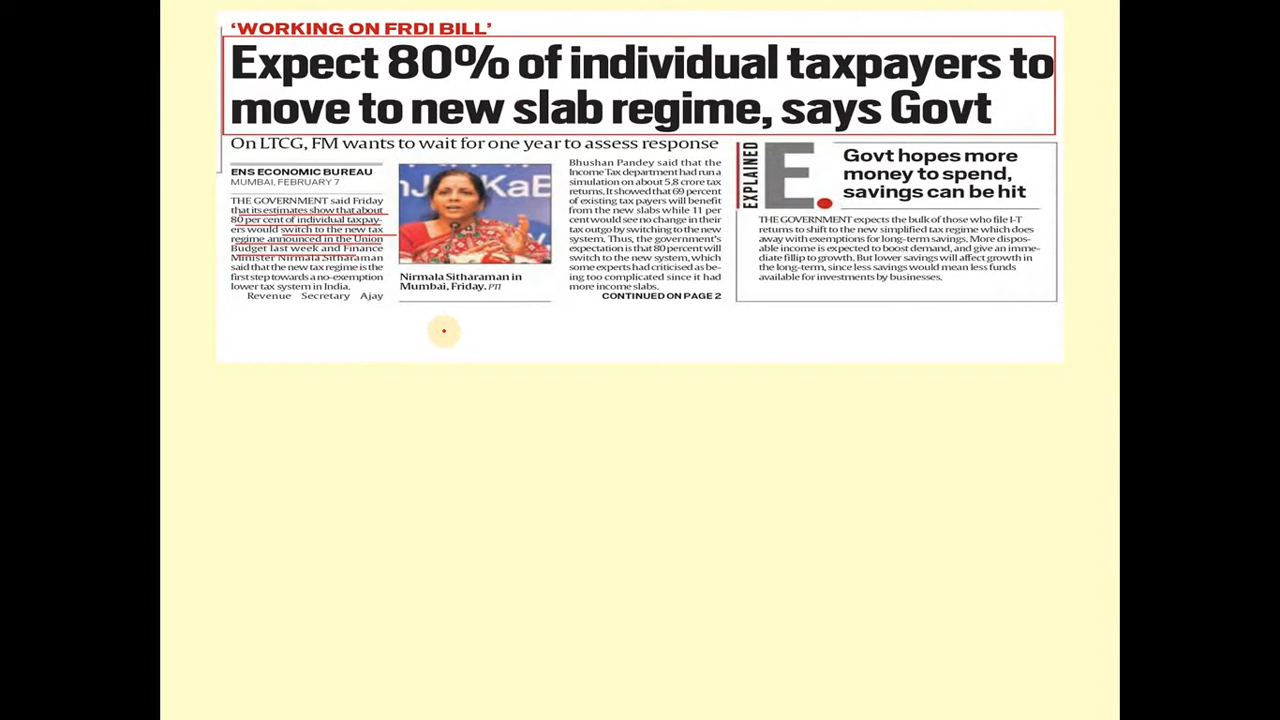 ‘WORKING ON FRDI BILL’
Expect 80% of individual taxpayers to
move to new slab regime, says Govt
On LTCG, FM wants to wait for one year to assess response
ENS ECONOMIC BUREAU
MUMBAI, FEBRUARY 7
THE GOVERNMENT said Friday
that its estimates show that about
80 per cent of individual taxpay-
ers would switch to the new tax
regime announced in the Union
Budget last week and Finance
Minister Nirmala Sitharaman
said that the new tax regime is the
first step towards a no-exemption
lower tax system in India.
Revenue Secretary Ajay
Nirmala Sitharaman in
Mumbai, Friday. PTI
Bhushan Pandey said that the
Income Tax department had run a
simulation on about 5.8 crore tax
returns. It showed that 69 percent
of existing tax payers will benefit
from the new slabs while 11 per
cent would see no change in their
tax outgo by switching to the new
system. Thus, the government's
expectation is that 80 percent will
switch to the new system, which
some experts had criticised as be-
ing too complicated since it had
more income slabs.
CONTINUED ON PAGE 2
EXPLAINED
E.
Govt hopes more
money to spend,
savings can be hit
THE GOVERNMENT expects the bulk of those who file I-T
returns to shift to the new simplified tax regime which does
away with exemptions for long-term savings. More dispos-
able income is expected to boost demand, and give an imme-
diate fillip to growth. But lower savings will affect growth in
the long-term, since less savings would mean less funds
available for investments by businesses.